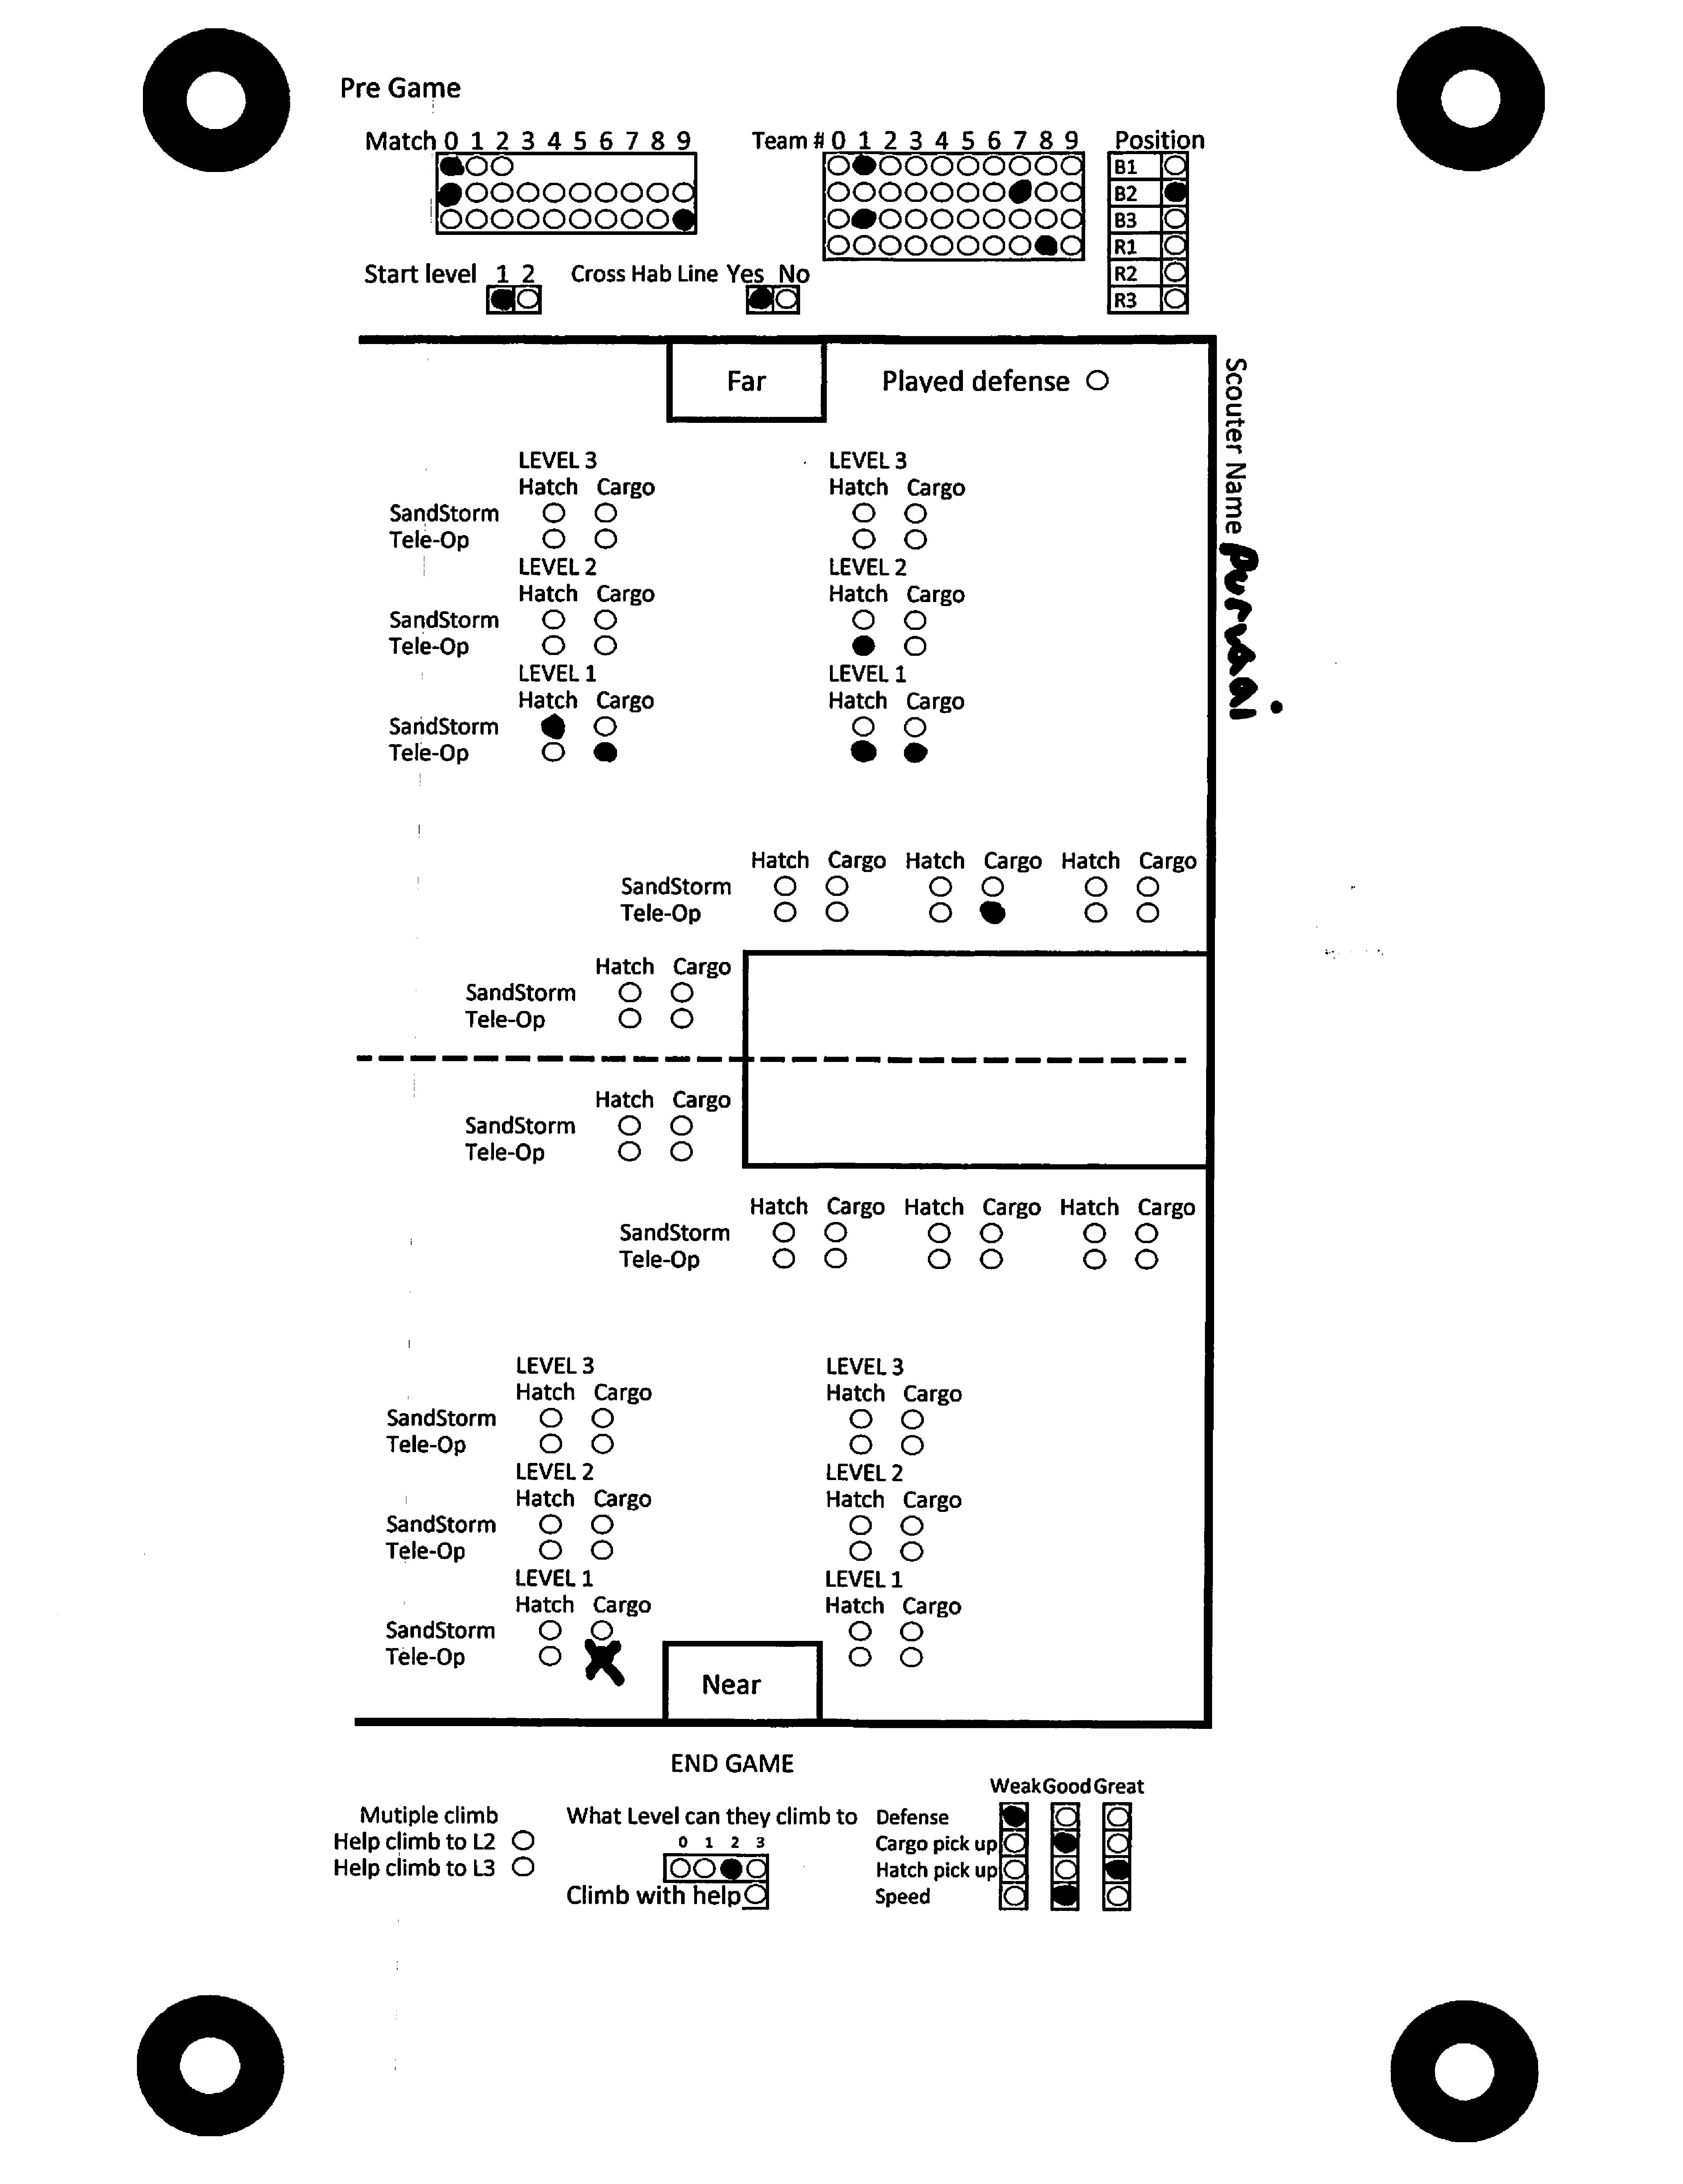 Pre Game
Match 0 1 2 3 4 5 6 7 8 9
Team # 0 1 2 3 4 5 6 7 8 9
Position
B1
B2
B3
R1
R2
R3
Start level 1 2
Cross Hab Line Yes No
Far
Played defense
Scouter Name
LEVEL 3 LEVEL 3
Hatch Cargo Hatch Cargo
SandStorm
Tele-Op
LEVEL 2 LEVEL 2
Hatch Cargo Hatch Cargo
SandStorm
Tele-Op
LEVEL 1 LEVEL 1
Hatch Cargo Hatch Cargo
SandStorm
Tele-Op
Hatch Cargo Hatch Cargo Hatch Cargo
SandStorm
Tele-Op
Hatch Cargo
SandStorm
Tele-Op
Hatch Cargo
SandStorm
Tele-Op
Hatch Cargo Hatch Cargo Hatch Cargo
SandStorm
Tele-Op
LEVEL 3 LEVEL 3
Hatch Cargo Hatch Cargo
SandStorm
Tele-Op
LEVEL 2 LEVEL 2
Hatch Cargo Hatch Cargo
SandStorm
Tele-Op
LEVEL 1 LEVEL 1
Hatch Cargo Hatch Cargo
SandStorm
Tele-Op
Near
END GAME
Mutiple climb
Help climb to L2
Help climb to L3
What Level can they climb to
0 1 2 3
Climb with help
Weak Good Great
Defense
Cargo pick up
Hatch pick up
Speed